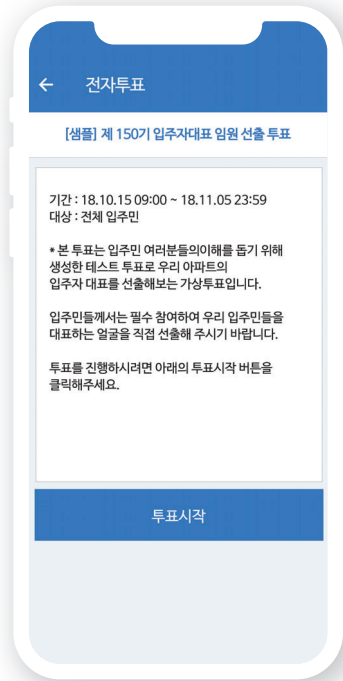 전자투표
[샘플] 제 150기 입주자대표 임원 선출 투표
기간 : 18.10.15 09:00 ~ 18.11.05 23:59
대상 : 전체 입주민
* 본 투표는 입주민 여러분들의이해를 돕기 위해
생성한 테스트 투표로 우리 아파트의
입주자 대표를 선출해보는 가상투표입니다.
입주민들께서는 필수 참여하여 우리 입주민들을
대표하는 얼굴을 직접 선출해 주시기 바랍니다.
투표를 진행하시려면 아래의 투표시작 버튼을
클릭해주세요.
투표시작